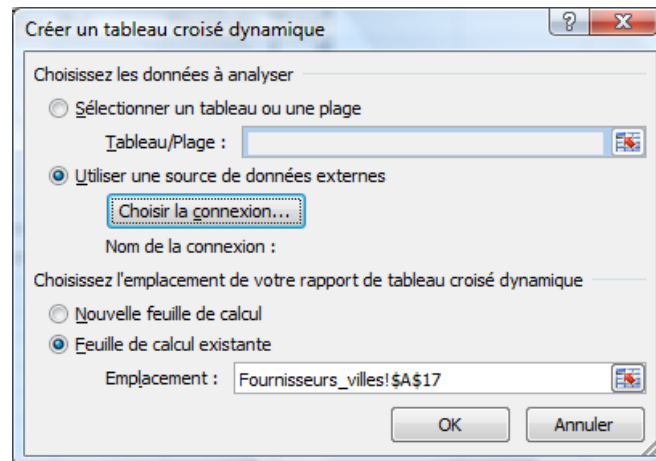 Créer un tableau croisé dynamique
Choisissez les données à analyser
Sélectionner un tableau ou une plage
Tableau/Plage :
Utiliser une source de données externes
Choisir la connexion...
Nom de la connexion :
Choisissez l'emplacement de votre rapport de tableau croisé dynamique
Nouvelle feuille de calcul
Feuille de calcul existante
Emplacement : Fournisseurs_villes!$A$17
OK Annuler